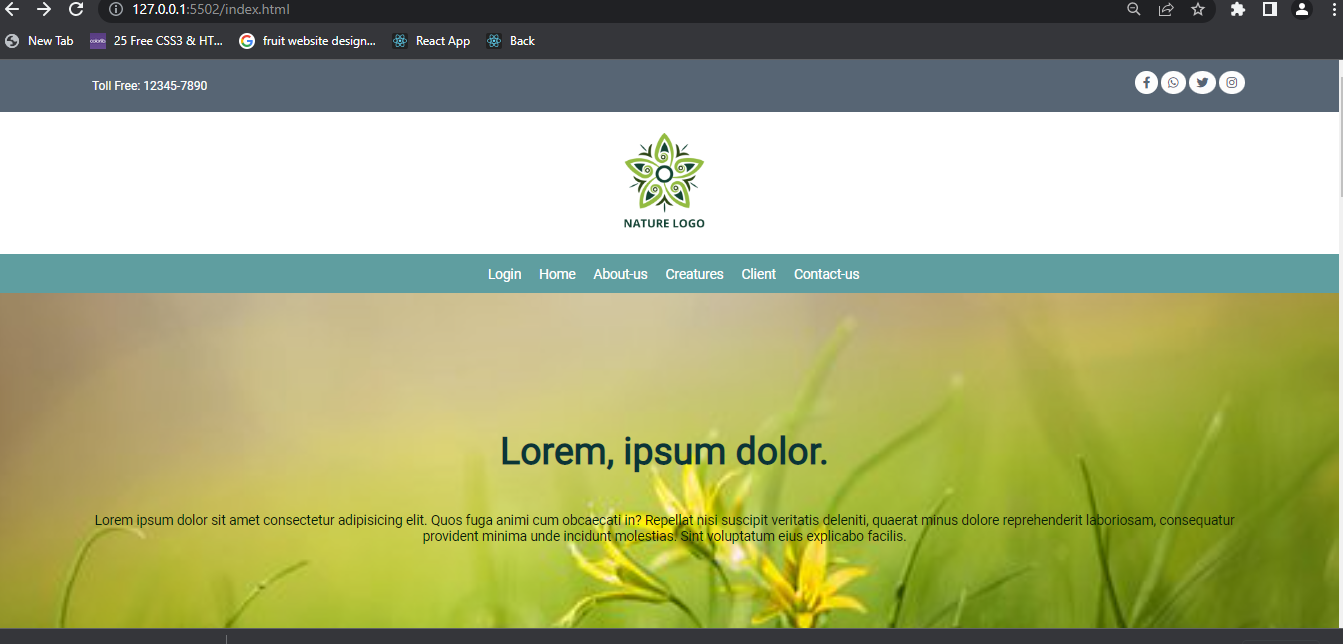 127.0.0.1:5502/index.html
New Tab
25 Free CSS3 & HT...
fruit website design...
React App
Back
Toll Free: 12345-7890
NATURE LOGO
Login Home About-us Creatures Client Contact-us
Lorem, ipsum dolor.
Lorem ipsum dolor sit amet consectetur adipisicing elit. Quos fuga animi cum obcaecati in? Repellat nisi suscipit veritatis deleniti, quaerat minus dolore reprehenderit laboriosam, consequatur
provident minima unde incidunt molestias. Sint voluptatum eius explicabo facilis.